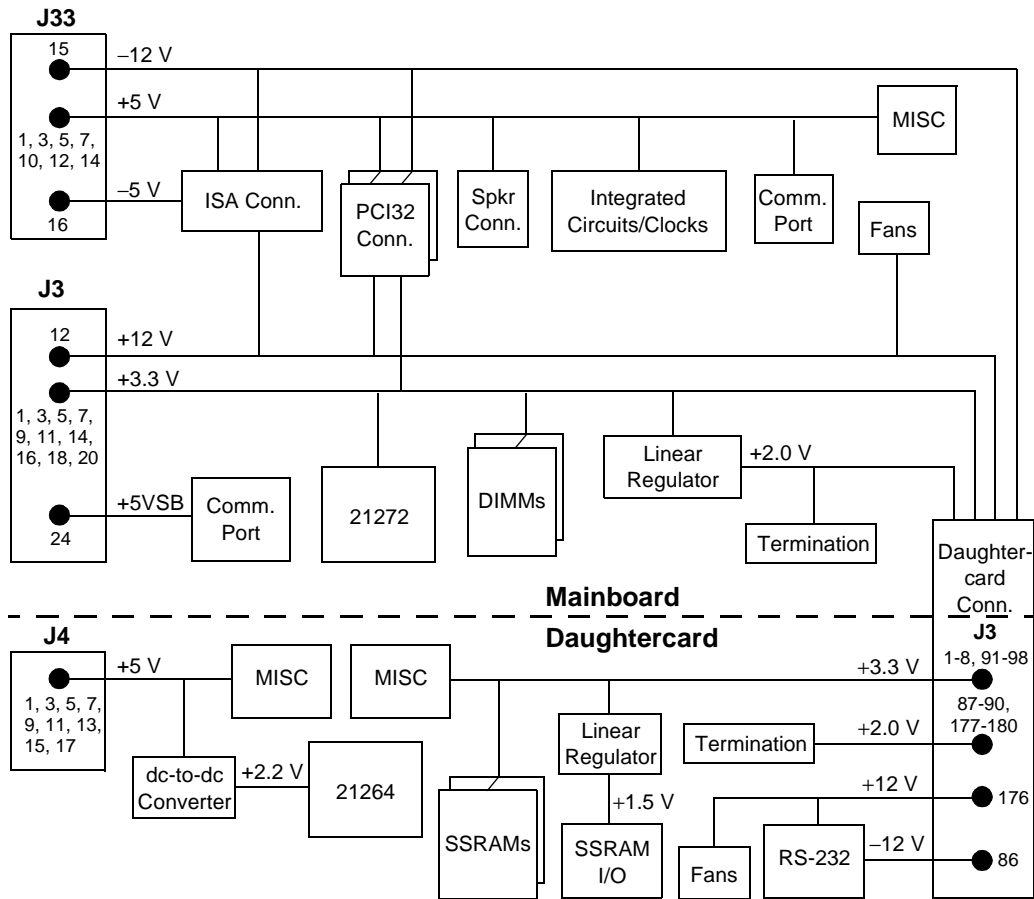 J33
15
–12 V
+5 V
1, 3, 5, 7,
10, 12, 14
–5 V
16
ISA Conn.
PCI32
Conn.
Spkr
Conn.
Integrated
Circuits/Clocks
Comm.
Port
MISC
Fans
J3
12
+12 V
+3.3 V
1, 3, 5, 7,
9, 11, 14,
16, 18, 20
+5VSB
24
Comm.
Port
21272
DIMMs
Linear
Regulator
+2.0 V
Termination
Daughter-
card
Conn.
Mainboard
Daughtercard
J4
+5 V
1, 3, 5, 7,
9, 11, 13,
15, 17
MISC
MISC
dc-to-dc
Converter
+2.2 V
21264
SSRAMs
Linear
Regulator
+1.5 V
SSRAM
I/O
Termination
Fans
RS-232
+3.3 V
+2.0 V
+12 V
–12 V
J3
1-8, 91-98
87-90,
177-180
176
86